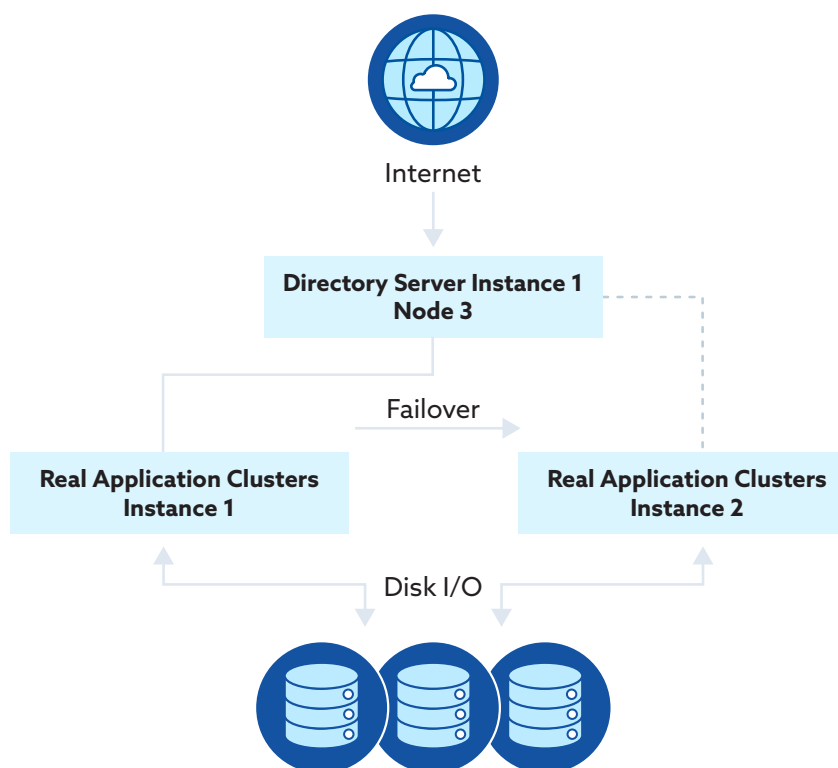 Internet
Directory Server Instance 1
Node 3
Failover
Real Application Clusters
Instance 1
Real Application Clusters
Instance 2
Disk I/O